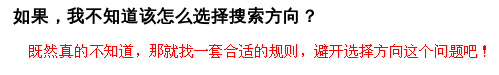 如果，我不知道该怎么选择搜索方向？
既然真的不知道，那就找一套合适的规则，避开选择方向这个问题吧！